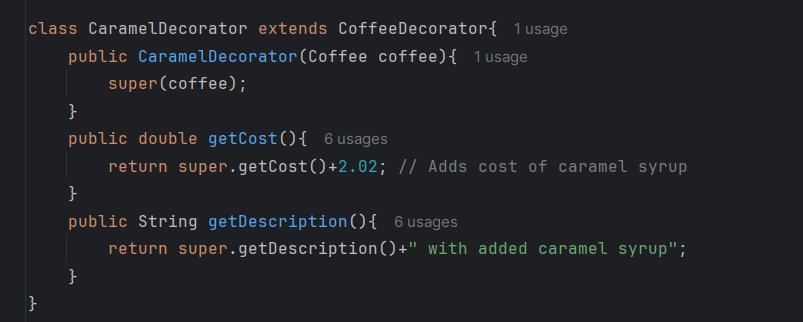 class CaramelDecorator extends CoffeeDecorator{ 1 usage
    public CaramelDecorator(Coffee coffee){ 1 usage
        super(coffee);
    }
    public double getCost(){ 6 usages
        return super.getCost()+2.02; // Adds cost of caramel syrup
    }
    public String getDescription(){ 6 usages
        return super.getDescription()+" with added caramel syrup";
    }
}